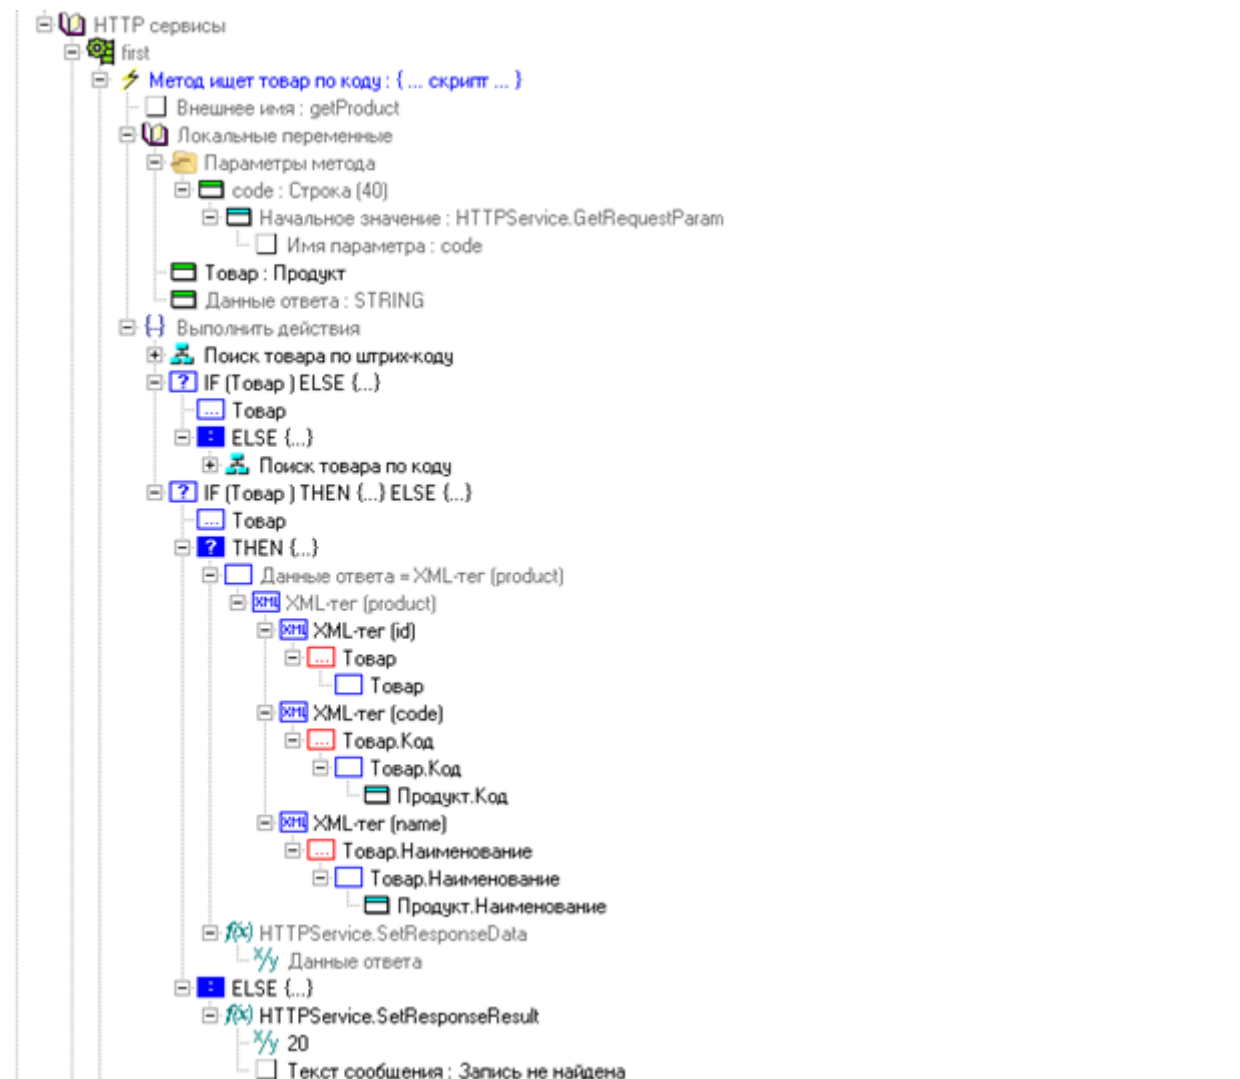 HTTP сервисы
first
Метод ищет товар по коду : { ... скрипт ... }
Внешнее имя : getProduct
Локальные переменные
Параметры метода
code : Строка (40)
Начальное значение : HTTPService.GetRequestParam
Имя параметра : code
Товар : Продукт
Данные ответа : STRING
Выполнить действия
Поиск товара по штрих-коду
IF (Товар ) ELSE {...}
Товар
ELSE {...}
Поиск товара по коду
IF (Товар ) THEN {...} ELSE {...}
Товар
THEN {...}
Данные ответа = XML-тег (product)
XML-тег (product)
XML-тег (id)
Товар
Товар
XML-тег (code)
Товар.Код
Товар.Код
Продукт.Код
XML-тег (name)
Товар.Наименование
Товар.Наименование
Продукт.Наименование
HTTPService.SetResponseData
Данные ответа
ELSE {...}
HTTPService.SetResponseResult
20
Текст сообщения : Запись не найдена